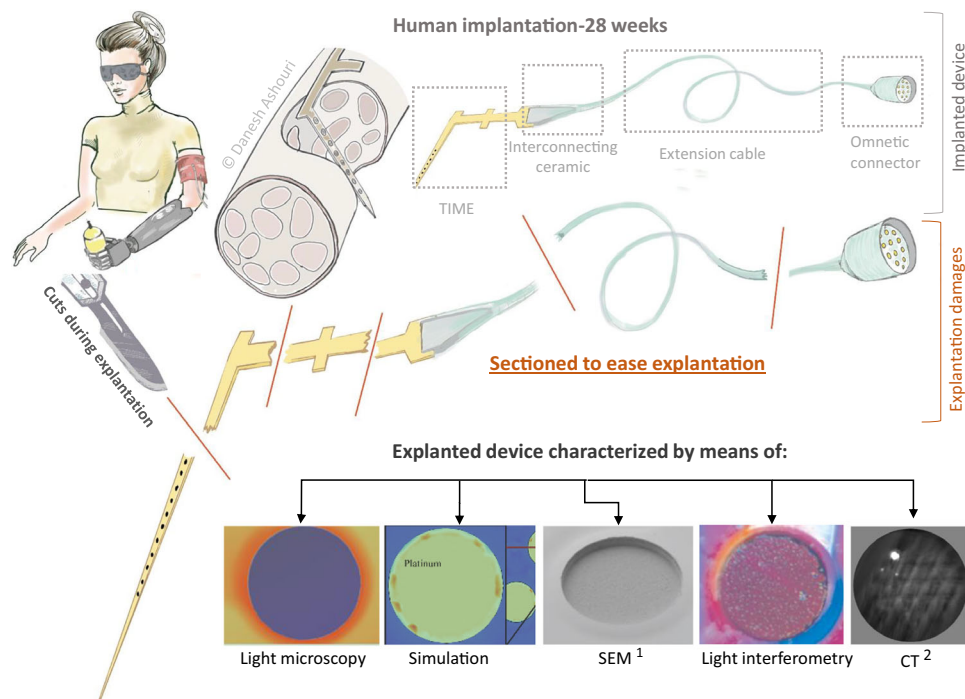 Human implantation-28 weeks
© Danesh Ashouri
TIME
Interconnecting
ceramic
Extension cable
Omnetic
connector
Implanted device
Cuts during explantation
Sectioned to ease explantation
Explantation damages
Explanted device characterized by means of:
Platinum
Light microscopy
Simulation
SEM 1
Light interferometry
CT 2